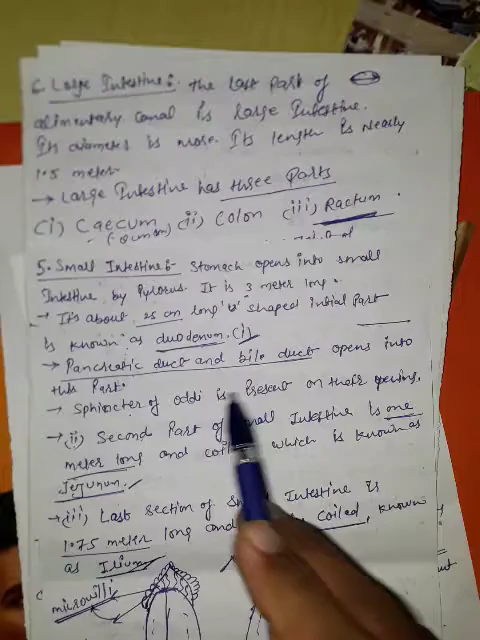 6. Large Intestine :- The last part of
alimentary canal is large Intestine.
Its diameter is more. Its length is nearly
1.5 meter.
→ Large Intestine has three parts
(i) Caecum, (ii) Colon (iii) Ractum.
5. Small Intestine :- Stomach opens into small
Intestine by Pylorus. It is 3 meter long.
→ It's about 25 cm long 'U' shaped intial Part
is known as duodenum. (i)
→ Pancreatic duct and bile duct opens into
this Part.
→ Sphincter of oddi is Present on their opening.
→ (ii) Second Part of small Intestine is one
meter long and which is known as
Jejunum.
→ (iii) Last section of Intestine is
1.75 meter long and coiled, known
as Ilium
microvilli